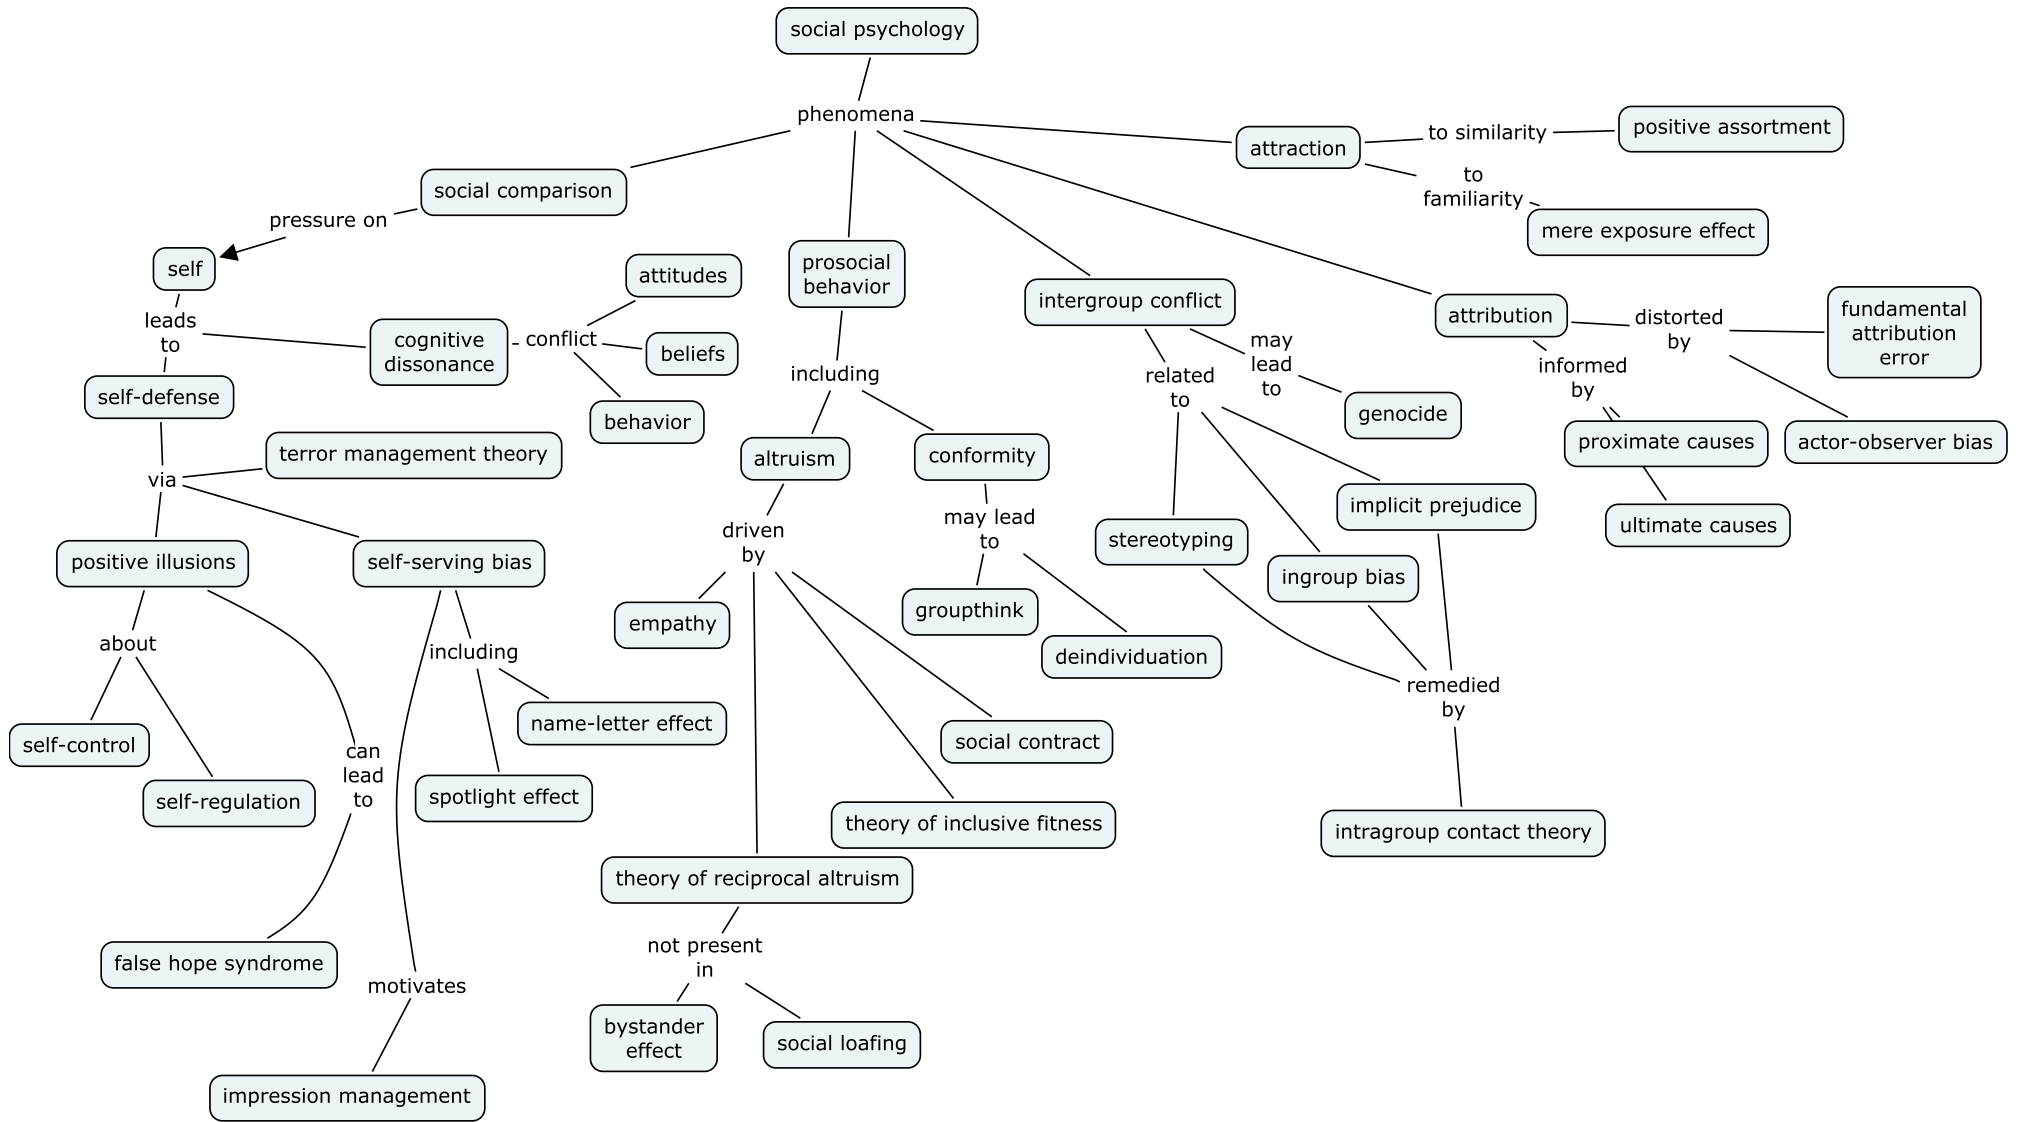 social psychology
phenomena
attraction
to similarity
positive assortment
to
familiarity
mere exposure effect
social comparison
pressure on
self
leads
to
cognitive
dissonance
conflict
attitudes
beliefs
behavior
self-defense
via
terror management theory
positive illusions
self-serving bias
about
self-control
self-regulation
can
lead
to
false hope syndrome
including
name-letter effect
spotlight effect
motivates
impression management
prosocial
behavior
including
altruism
conformity
driven
by
empathy
may lead
to
groupthink
deindividuation
social contract
theory of inclusive fitness
theory of reciprocal altruism
not present
in
bystander
effect
social loafing
intergroup conflict
related
to
may
lead
to
genocide
stereotyping
ingroup bias
implicit prejudice
remedied
by
intragroup contact theory
attribution
distorted
by
fundamental
attribution
error
actor-observer bias
informed
by
proximate causes
ultimate causes